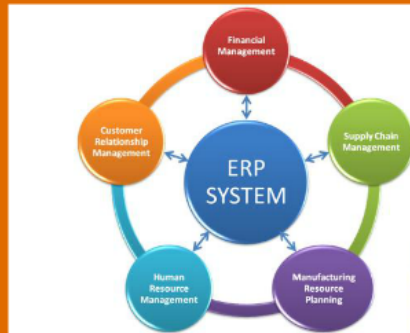 Financial
Management
Customer
Relationship
Management
Supply Chain
Management
ERP
SYSTEM
Human
Resource
Management
Manufacturing
Resource
Planning